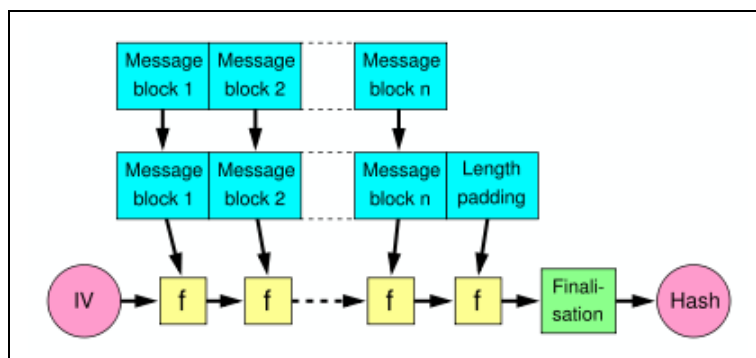 Message Message Message
block 1 block 2 block n
Message Message Message Length
block 1 block 2 block n padding
IV f f f f Finali- Hash
sation